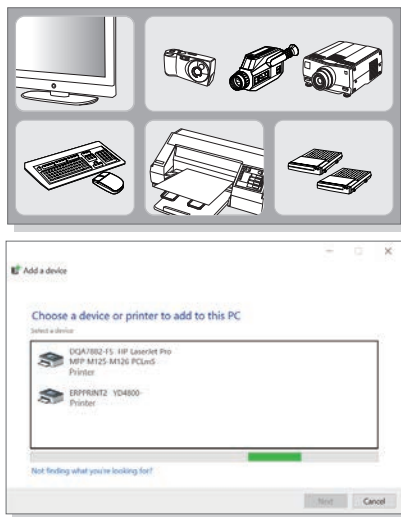 Add a device
Choose a device or printer to add to this PC
Select a device
DQA7882-F5 HP LaserJet Pro
MFP M125-M126 PCLmS
Printer
ERPPRINT2 YD4800-
Printer
Not finding what you're looking for?
Next Cancel